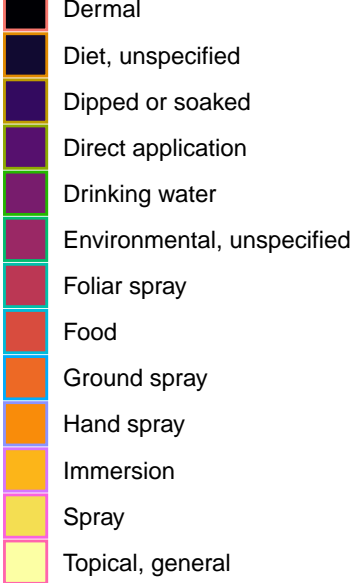 Dermal
Diet, unspecified
Dipped or soaked
Direct application
Drinking water
Environmental, unspecified
Foliar spray
Food
Ground spray
Hand spray
Immersion
Spray
Topical, general